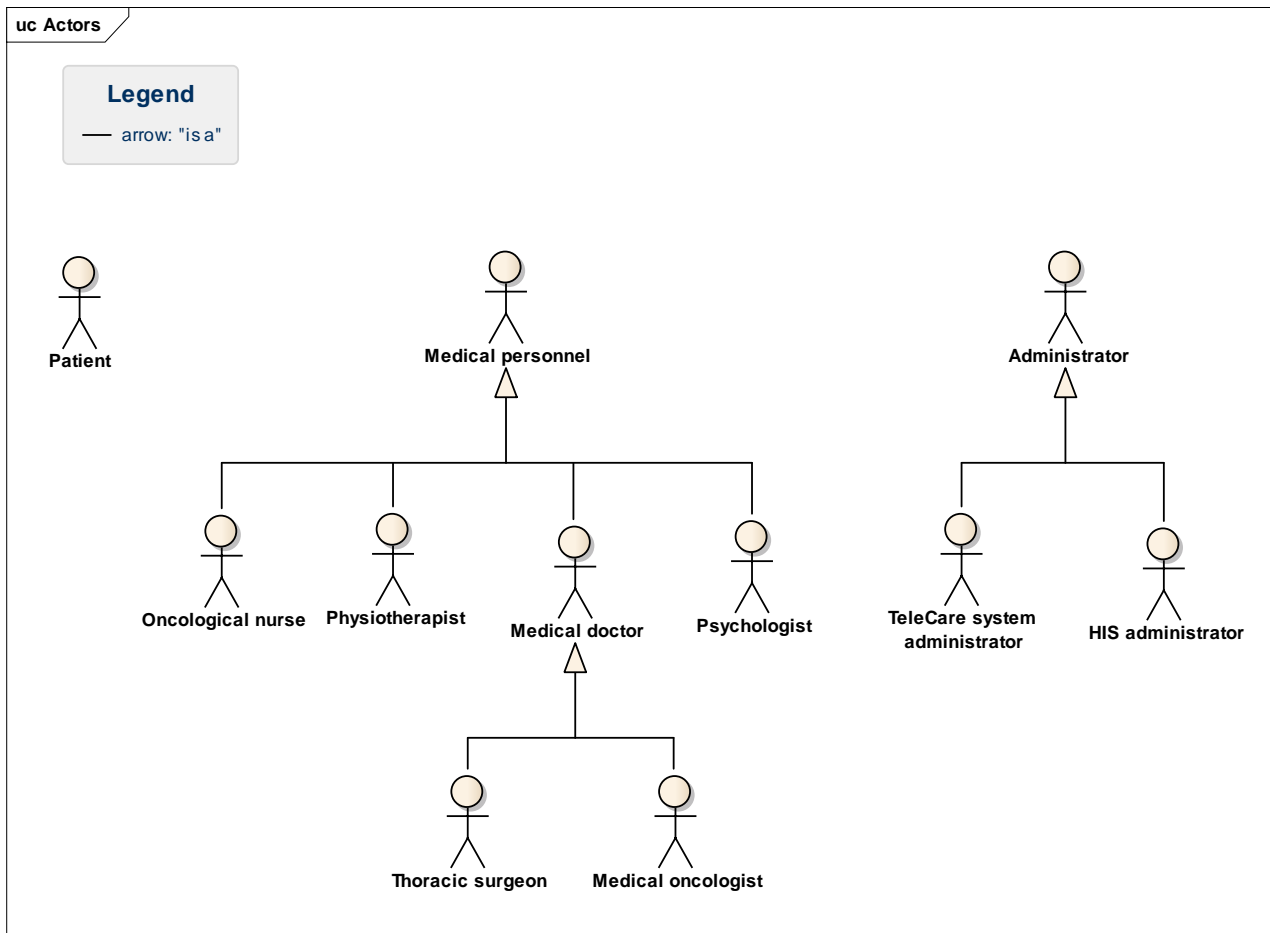 uc Actors
Legend
arrow: "is a"
Patient
Medical personnel
Administrator
Oncological nurse
Physiotherapist
Medical doctor
Psychologist
TeleCare system
administrator
HIS administrator
Thoracic surgeon
Medical oncologist